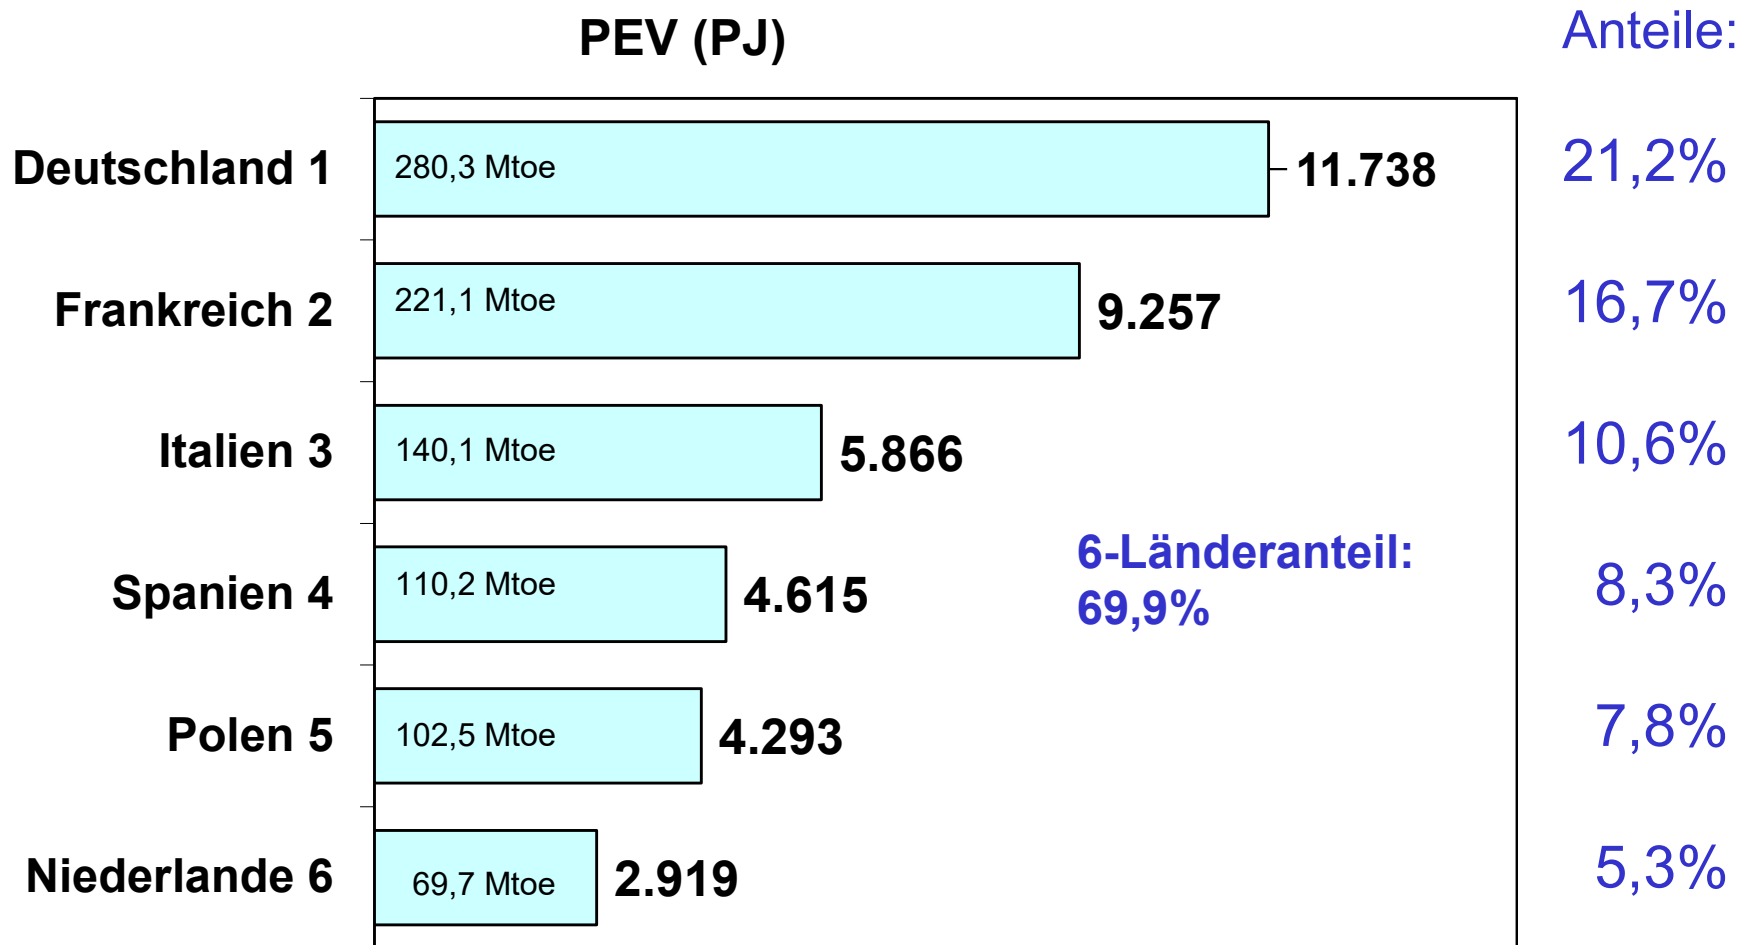 PEV (PJ)
Anteile:
Deutschland 1
280,3 Mtoe
11.738
21,2%
Frankreich 2
221,1 Mtoe
9.257
16,7%
Italien 3
140,1 Mtoe
5.866
10,6%
6-Länderanteil:
69,9%
Spanien 4
110,2 Mtoe
4.615
8,3%
Polen 5
102,5 Mtoe
4.293
7,8%
Niederlande 6
69,7 Mtoe
2.919
5,3%